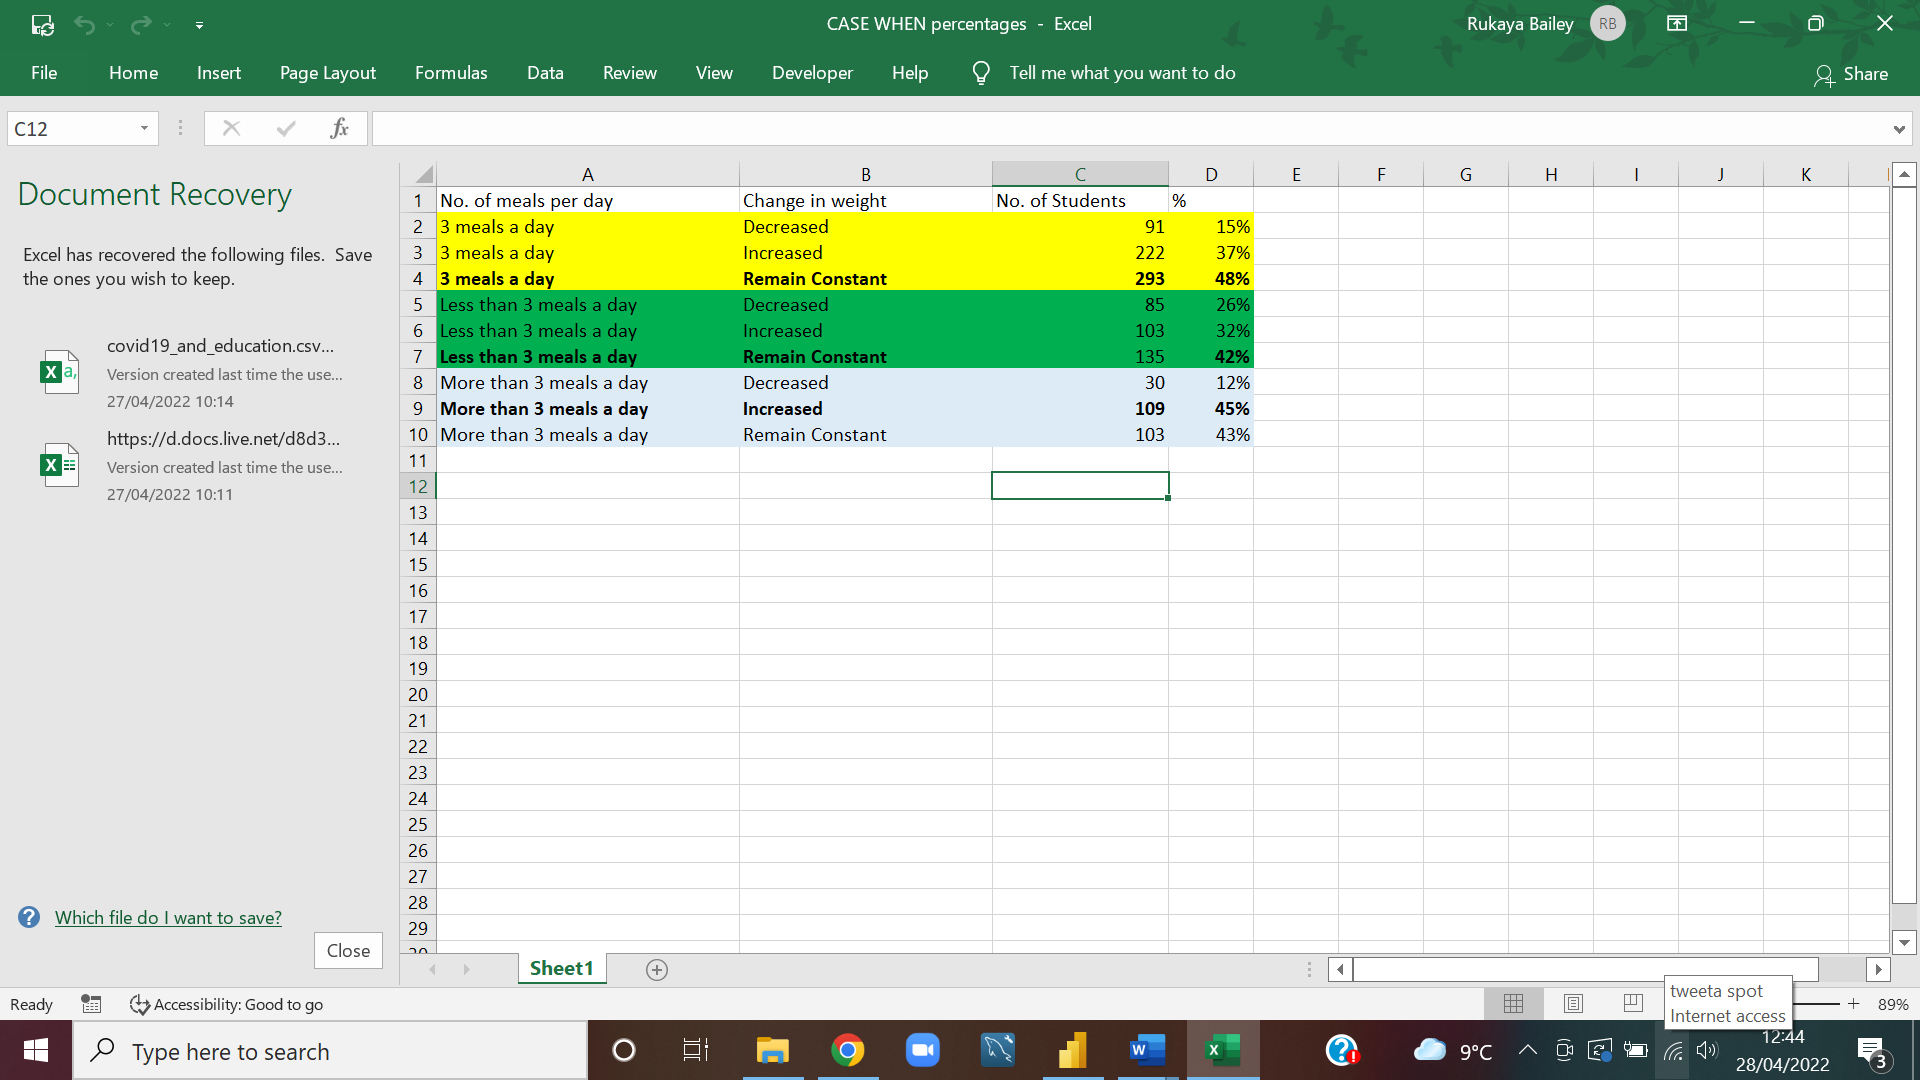 CASE WHEN percentages - Excel
Rukaya Bailey RB
File Home Insert Page Layout Formulas Data Review View Developer Help Tell me what you want to do Share
C12 fx
Document Recovery
Excel has recovered the following files. Save
the ones you wish to keep.
covid19_and_education.csv...
Version created last time the use...
27/04/2022 10:14
https://d.docs.live.net/d8d3...
Version created last time the use...
27/04/2022 10:11
Which file do I want to save?
Close
A B C D E F G H I J K
1 No. of meals per day Change in weight No. of Students %
2 3 meals a day Decreased 91 15%
3 3 meals a day Increased 222 37%
4 3 meals a day Remain Constant 293 48%
5 Less than 3 meals a day Decreased 85 26%
6 Less than 3 meals a day Increased 103 32%
7 Less than 3 meals a day Remain Constant 135 42%
8 More than 3 meals a day Decreased 30 12%
9 More than 3 meals a day Increased 109 45%
10 More than 3 meals a day Remain Constant 103 43%
11
12
13
14
15
16
17
18
19
20
21
22
23
24
25
26
27
28
29
Sheet1
tweeta spot
Internet access
Ready Accessibility: Good to go 89%
Type here to search
9°C
12:44
28/04/2022
3